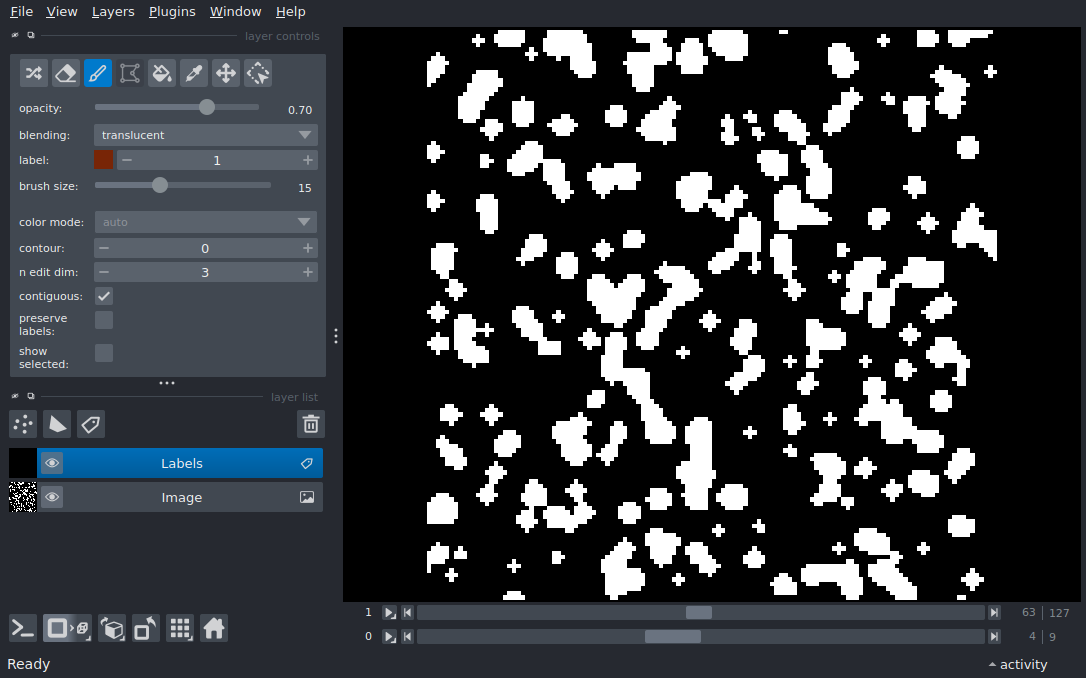 File View Layers Plugins Window Help
layer controls
opacity: 0.70
blending: translucent
label: 1
brush size: 15
color mode: auto
contour: 0
n edit dim: 3
contiguous:
preserve
labels:
show
selected:
layer list
Labels
Image
1 63 | 127
0 4 | 9
Ready activity